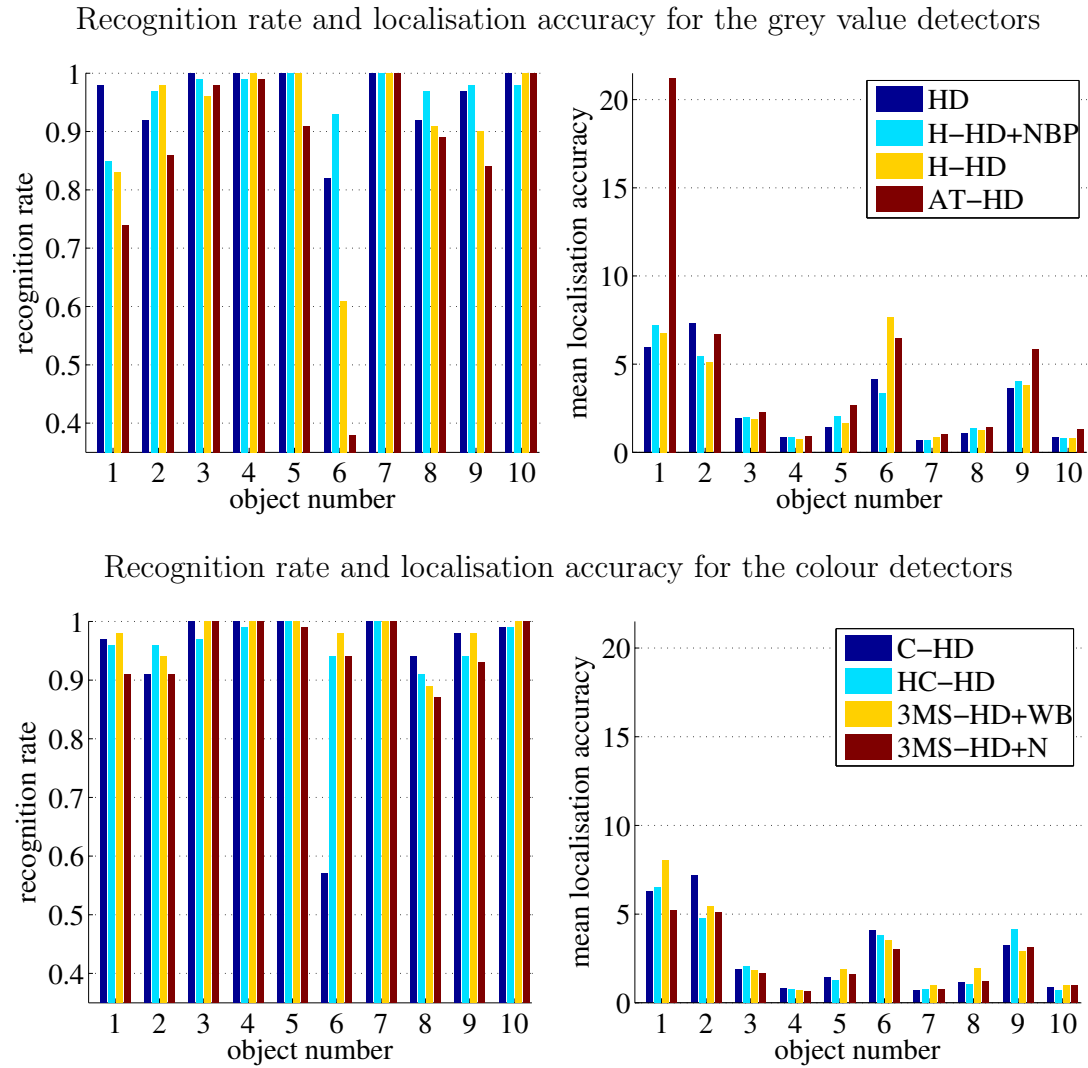 Recognition rate and localisation accuracy for the grey value detectors
1
0.9
0.8
0.7
0.6
0.5
0.4
recognition rate
1 2 3 4 5 6 7 8 9 10
object number
20
15
10
5
0
mean localisation accuracy
HD
H-HD+NBP
H-HD
AT-HD
1 2 3 4 5 6 7 8 9 10
object number
Recognition rate and localisation accuracy for the colour detectors
1
0.9
0.8
0.7
0.6
0.5
0.4
recognition rate
1 2 3 4 5 6 7 8 9 10
object number
20
15
10
5
0
mean localisation accuracy
C-HD
HC-HD
3MS-HD+WB
3MS-HD+N
1 2 3 4 5 6 7 8 9 10
object number